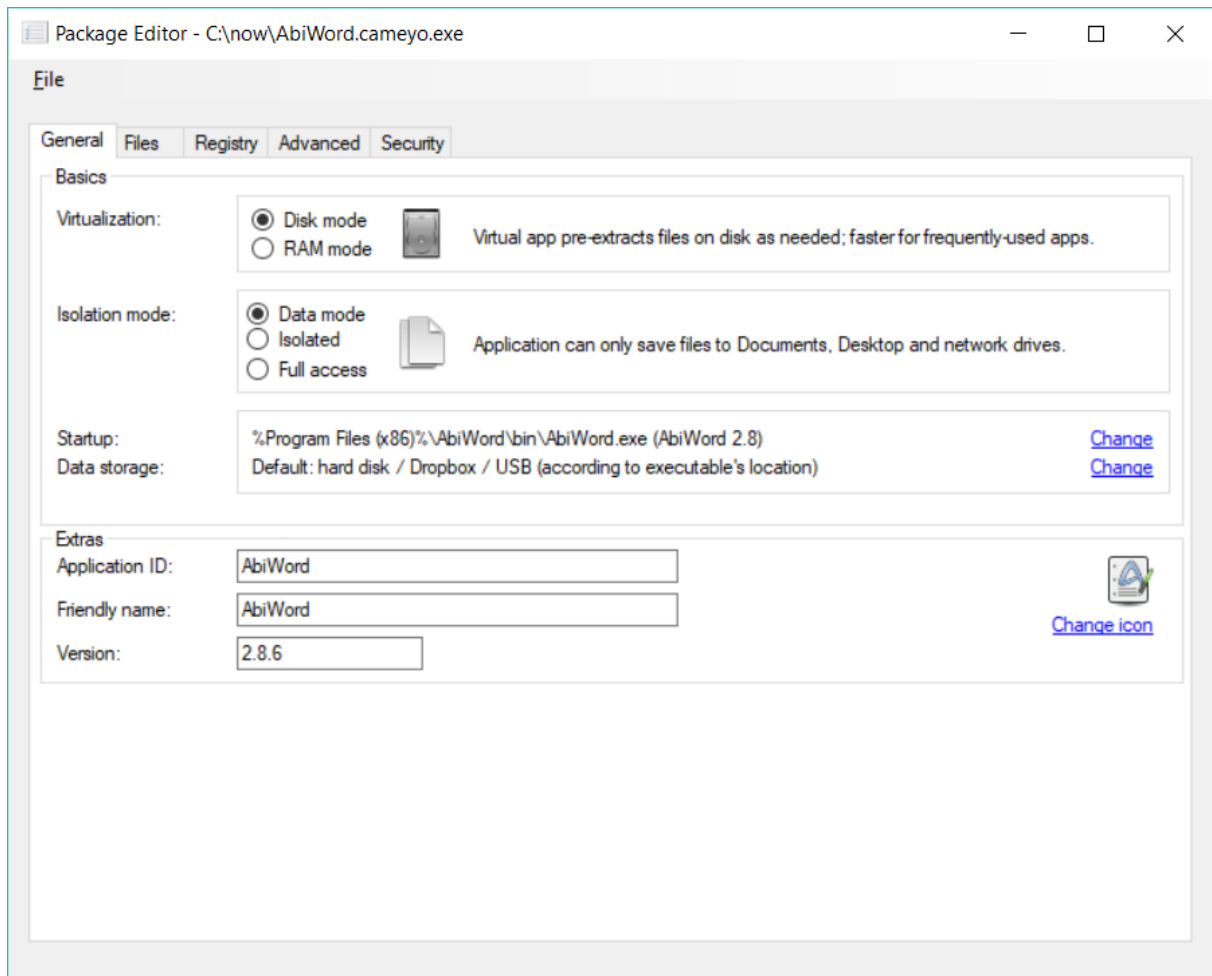 Package Editor - C:\now\AbiWord.cameyo.exe
File
General Files Registry Advanced Security
Basics
Virtualization:
Disk mode
RAM mode
Virtual app pre-extracts files on disk as needed; faster for frequently-used apps.
Isolation mode:
Data mode
Isolated
Full access
Application can only save files to Documents, Desktop and network drives.
Startup: %Program Files (x86)%\AbiWord\bin\AbiWord.exe (AbiWord 2.8) Change
Data storage: Default: hard disk / Dropbox / USB (according to executable's location) Change
Extras
Application ID: AbiWord
Friendly name: AbiWord
Change icon
Version: 2.8.6